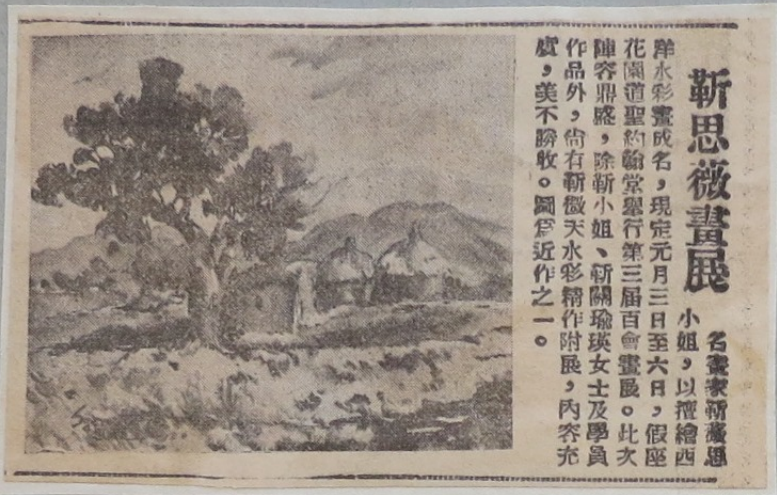 靳思薇畫展
名畫家靳薇思
小姐，以擅繪西
洋水彩畫成名，現定元月三日至六日，假座
花園道聖約翰堂舉行第三屆百會畫展。此次
陣容鼎盛，除靳小姐、靳關瑜瑛女士及學員
作品外，尚有靳微天水彩精作附展，內容充
實，美不勝收。圖爲近作之一。